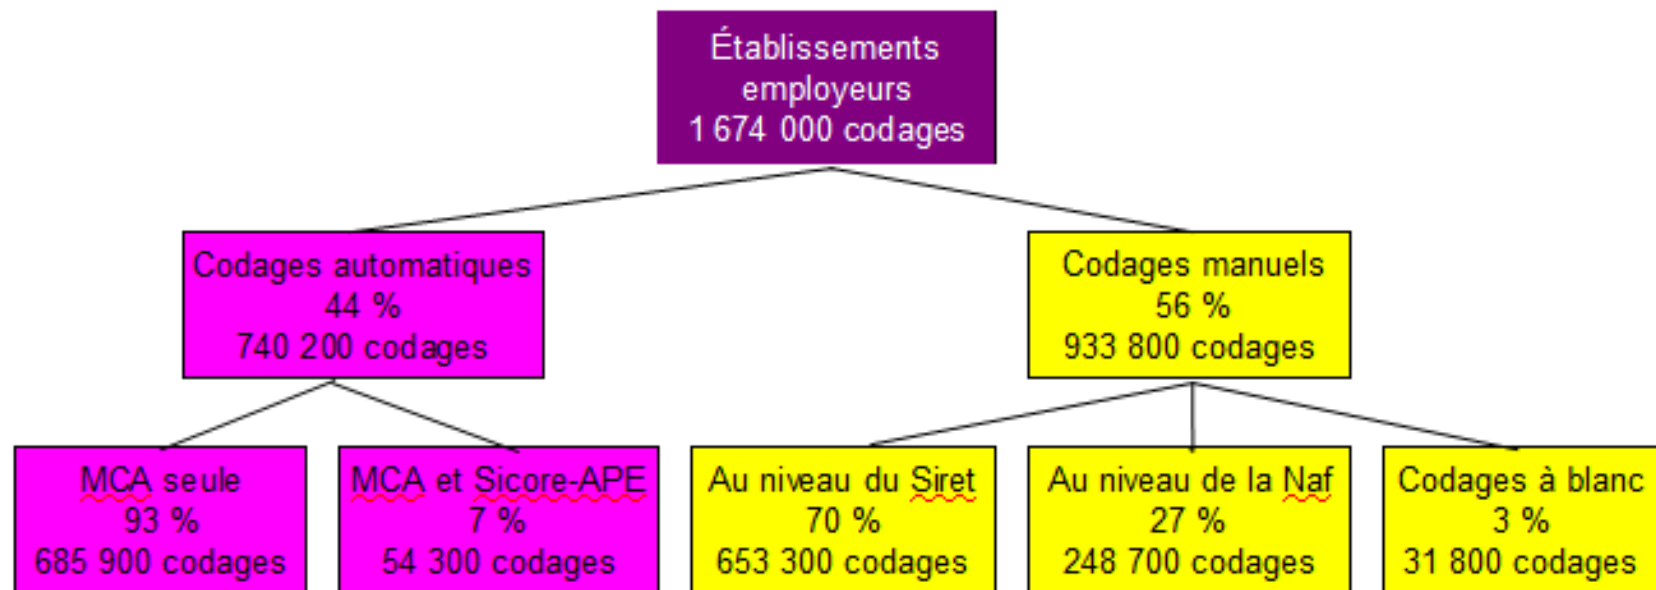 Établissements
employeurs
1 674 000 codages
Codages automatiques
44 %
740 200 codages
Codages manuels
56 %
933 800 codages
MCA seule
93 %
685 900 codages
MCA et Sicore-APE
7 %
54 300 codages
Au niveau du Siret
70 %
653 300 codages
Au niveau de la Naf
27 %
248 700 codages
Codages à blanc
3 %
31 800 codages